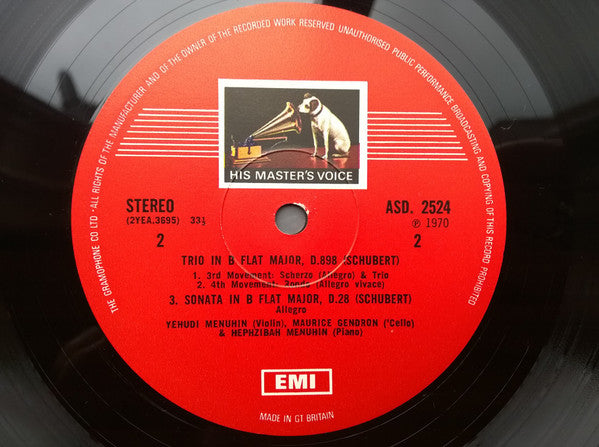 THE GRAMOPHONE CO LTD · ALL RIGHTS OF THE MANUFACTURER AND OF THE OWNER OF THE RECORDED WORK RESERVED UNAUTHORISED PUBLIC PERFORMANCE BROADCASTING AND COPYING OF THIS RECORD PROHIBITED
HIS MASTER'S VOICE
STEREO
(2YEA.3695) 33⅓
2
ASD. 2524
℗ 1970
2
TRIO IN B FLAT MAJOR, D.898 (SCHUBERT)
1. 3rd Movement: Scherzo (Allegro) & Trio
2. 4th Movement: Rondo (Allegro vivace)
3. SONATA IN B FLAT MAJOR, D.28 (SCHUBERT)
Allegro
YEHUDI MENUHIN (Violin), MAURICE GENDRON ('Cello)
& HEPHZIBAH MENUHIN (Piano)
EMI
MADE IN GT BRITAIN